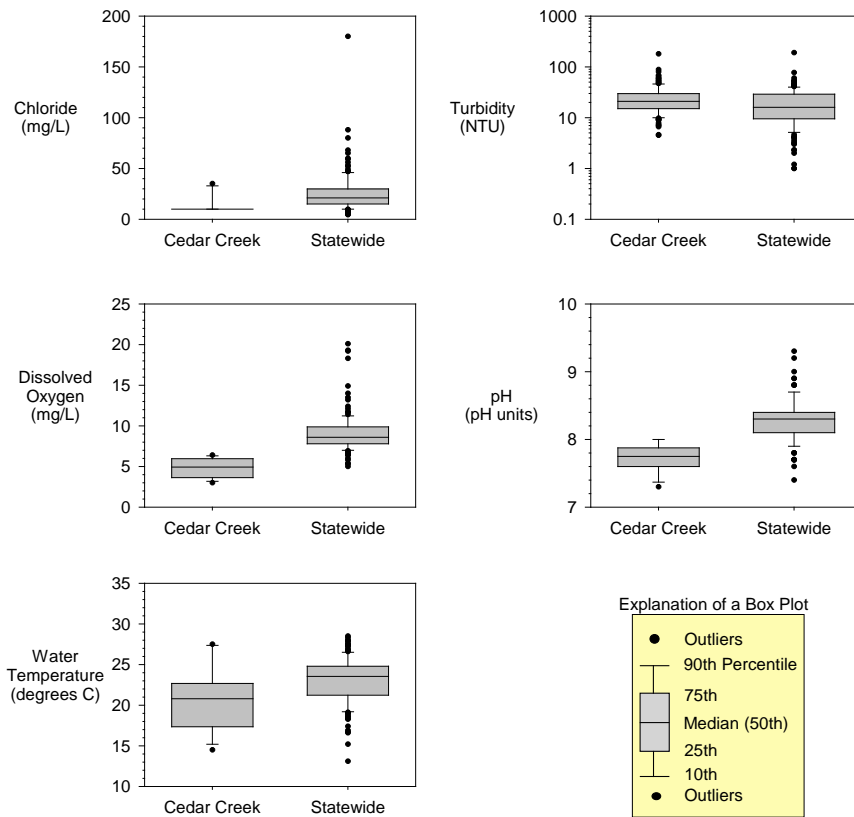 200
150
100
50
0
Chloride
(mg/L)
Cedar Creek Statewide
1000
100
10
1
0.1
Turbidity
(NTU)
Cedar Creek Statewide
25
20
15
10
5
0
Dissolved
Oxygen
(mg/L)
Cedar Creek Statewide
10
9
8
7
pH
(pH units)
Cedar Creek Statewide
35
30
25
20
15
10
Water
Temperature
(degrees C)
Cedar Creek Statewide
Explanation of a Box Plot
Outliers
90th Percentile
75th
Median (50th)
25th
10th
Outliers